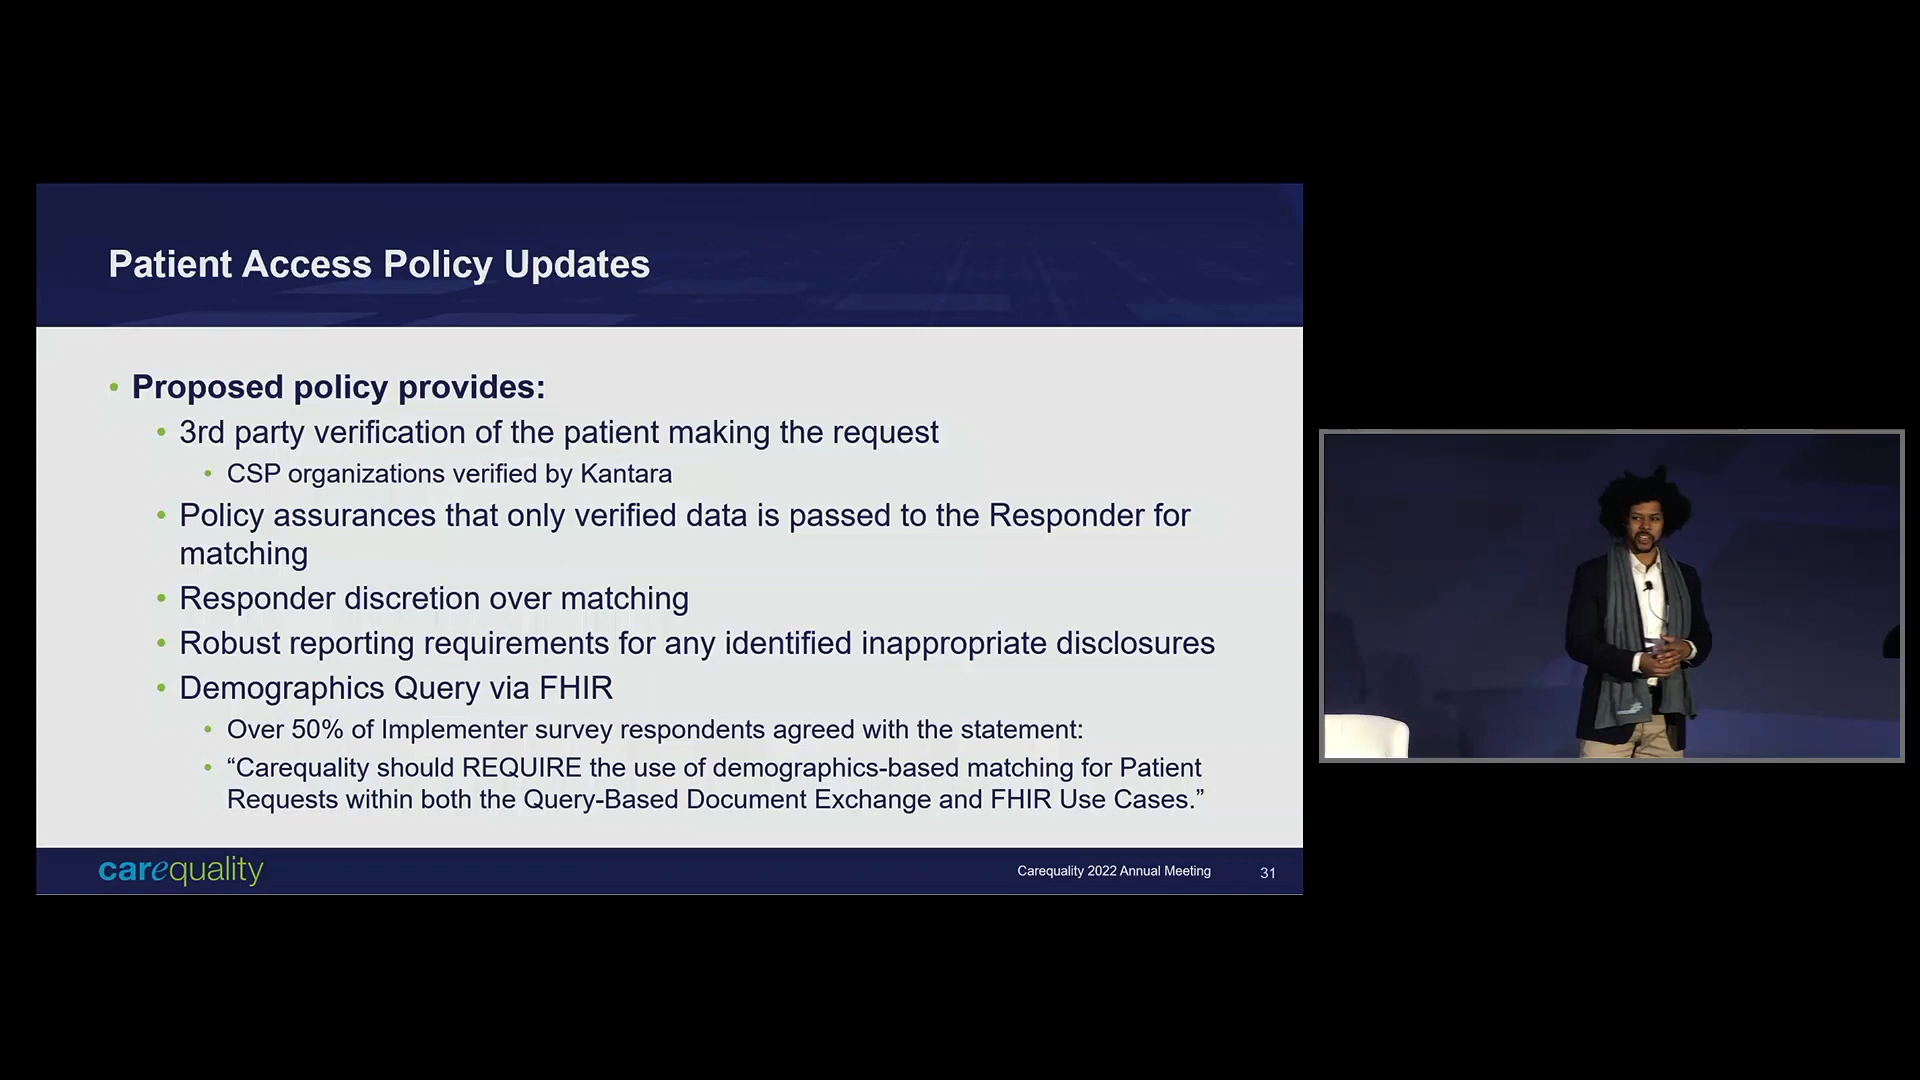 Patient Access Policy Updates
• Proposed policy provides:
• 3rd party verification of the patient making the request
• CSP organizations verified by Kantara
• Policy assurances that only verified data is passed to the Responder for
matching
• Responder discretion over matching
• Robust reporting requirements for any identified inappropriate disclosures
• Demographics Query via FHIR
• Over 50% of Implementer survey respondents agreed with the statement:
• “Carequality should REQUIRE the use of demographics-based matching for Patient
Requests within both the Query-Based Document Exchange and FHIR Use Cases.”
carequality
Carequality 2022 Annual Meeting
31